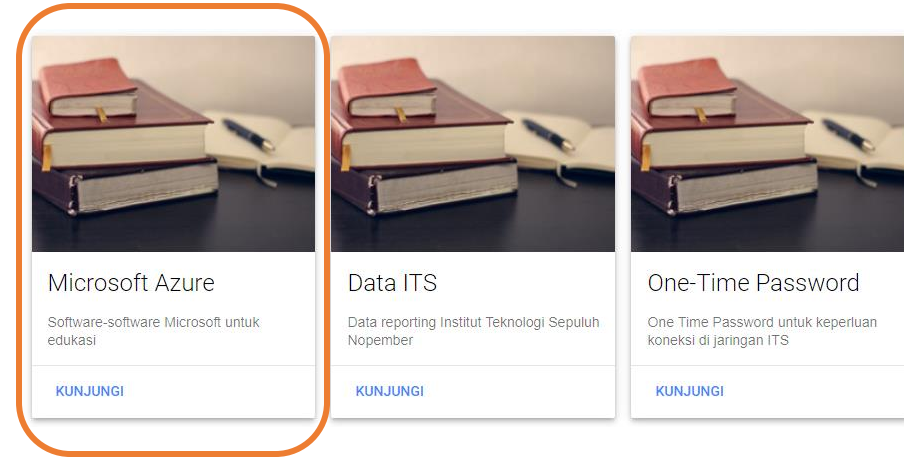 Microsoft Azure
Software-software Microsoft untuk
edukasi
KUNJUNGI
Data ITS
Data reporting Institut Teknologi Sepuluh
Nopember
KUNJUNGI
One-Time Password
One Time Password untuk keperluan
koneksi di jaringan ITS
KUNJUNGI